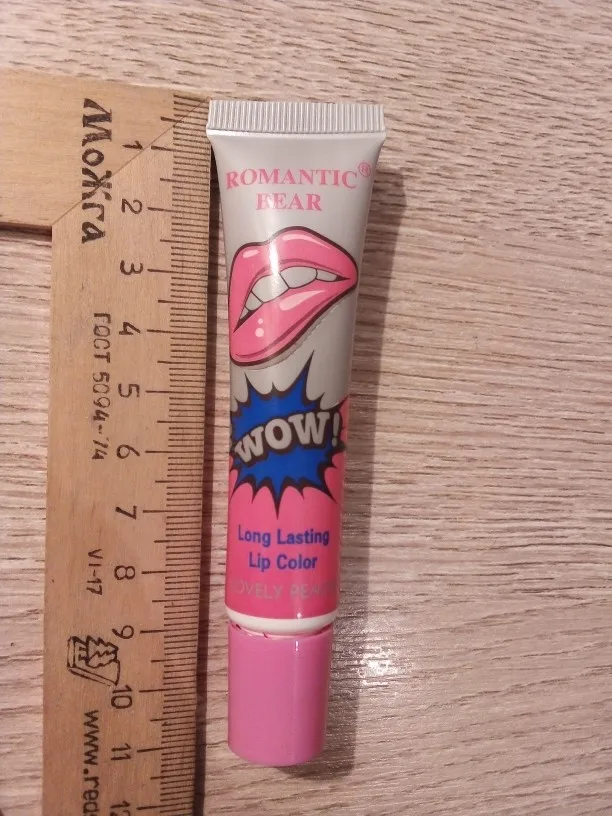 Можга
1
2
3
4
5
6
7
8
9
10
11
ГОСТ 5094-74
VI-17
ROMANTIC®
BEAR
WOW!
Long Lasting
Lip Color